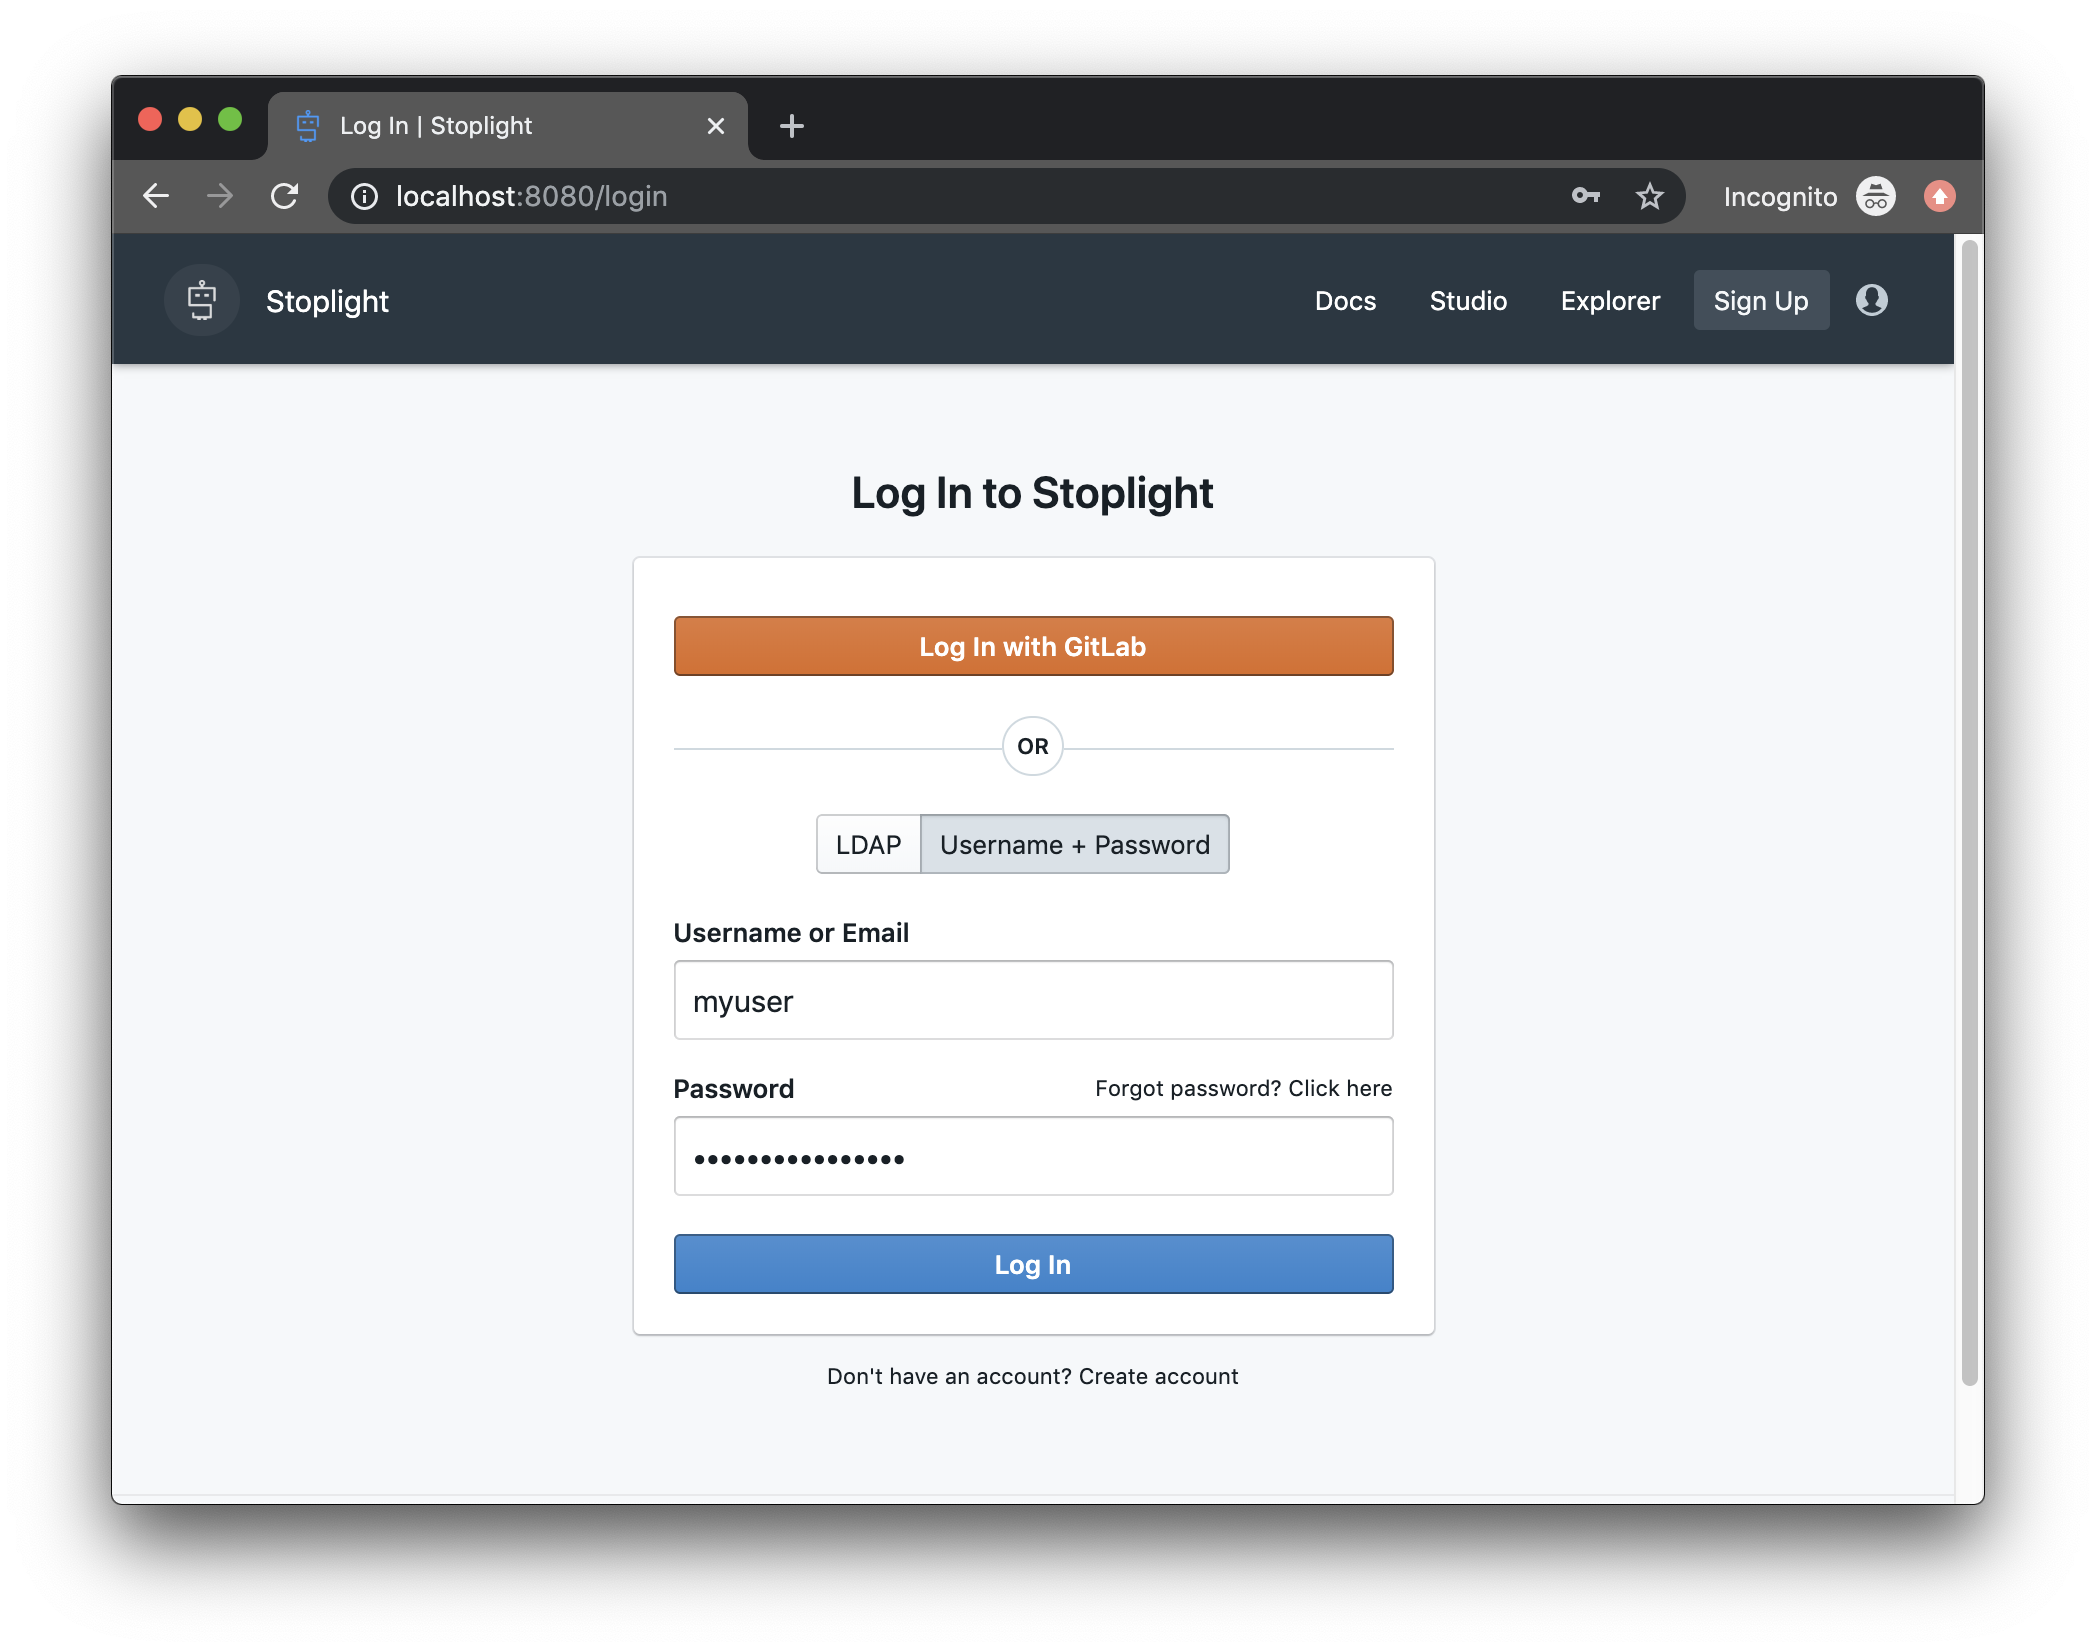 Log In | Stoplight
localhost:8080/login
Incognito
Stoplight
Docs
Studio
Explorer
Sign Up
Log In to Stoplight
Log In with GitLab
OR
LDAP
Username + Password
Username or Email
myuser
Password
Forgot password? Click here
••••••••••••••••
Log In
Don't have an account? Create account